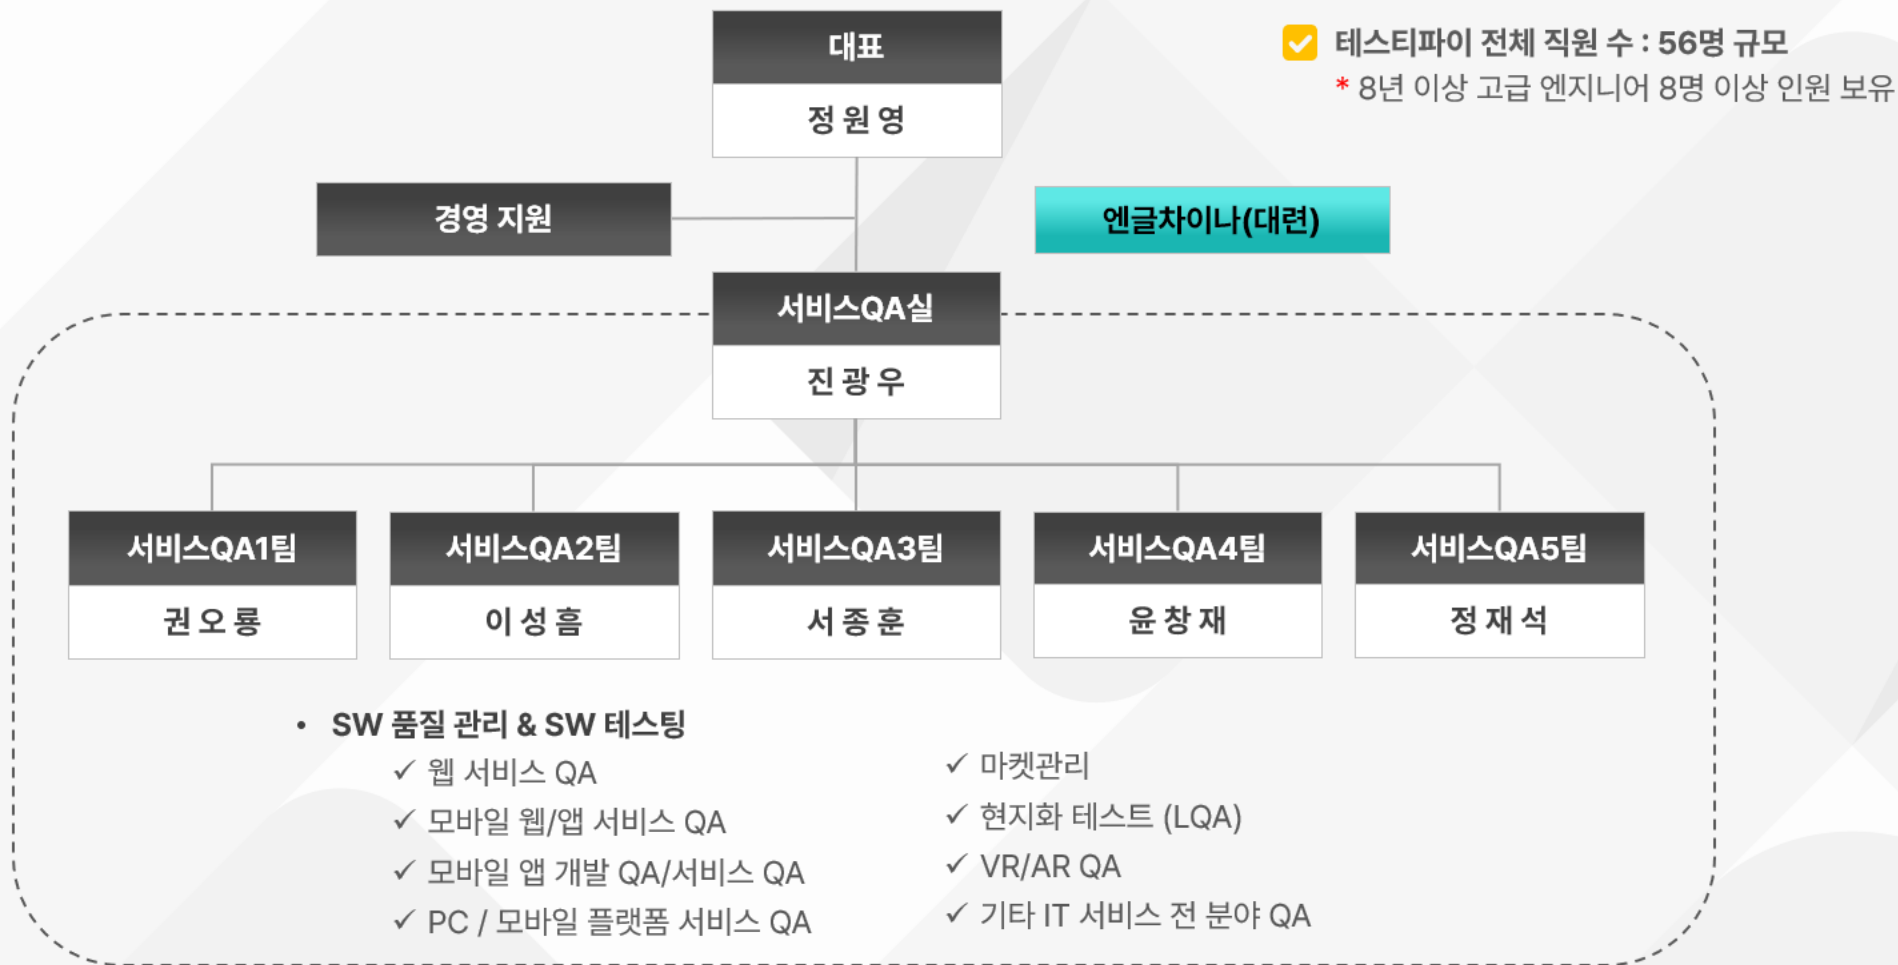 대표
정원영
테스티파이 전체 직원 수 : 56명 규모
* 8년 이상 고급 엔지니어 8명 이상 인원 보유
경영 지원
엔글차이나(대련)
서비스QA실
진광우
서비스QA1팀
권오룡
서비스QA2팀
이성흠
서비스QA3팀
서종훈
서비스QA4팀
윤창재
서비스QA5팀
정재석
• SW 품질 관리 & SW 테스팅
✓ 웹 서비스 QA
✓ 모바일 웹/앱 서비스 QA
✓ 모바일 앱 개발 QA/서비스 QA
✓ PC / 모바일 플랫폼 서비스 QA
✓ 마켓관리
✓ 현지화 테스트 (LQA)
✓ VR/AR QA
✓ 기타 IT 서비스 전 분야 QA